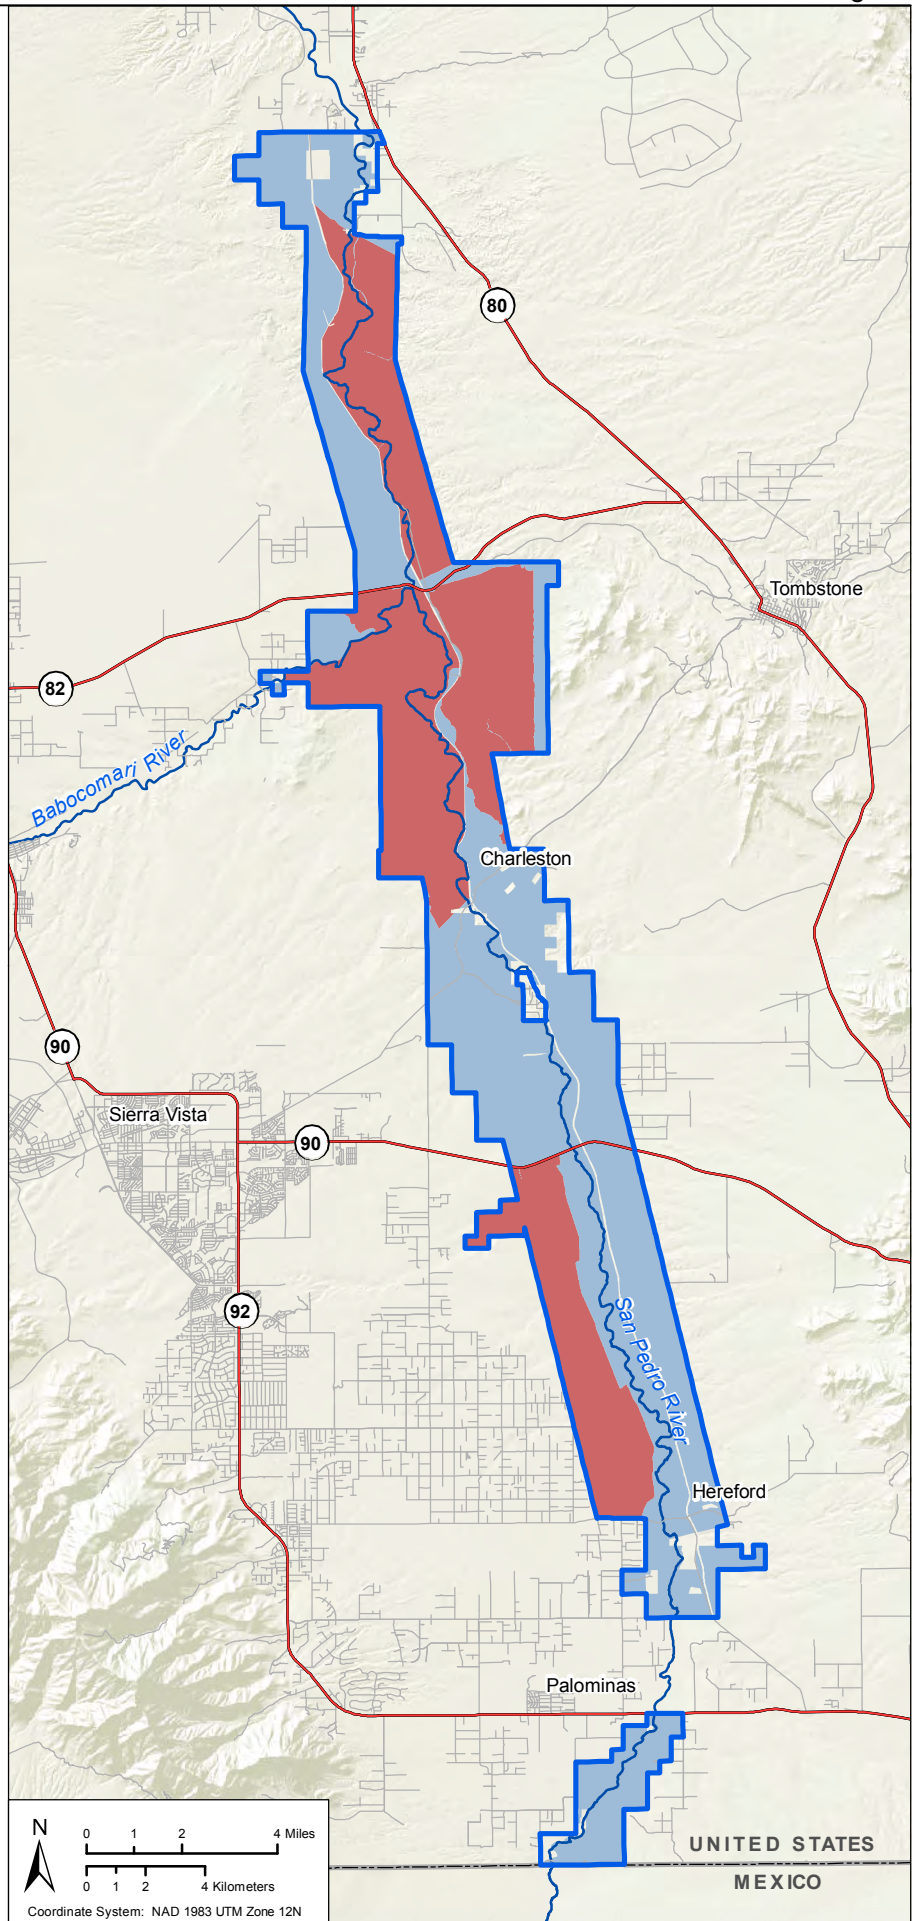 80
Tombstone
82
Babocomari River
Charleston
90
Sierra Vista
90
92
San Pedro River
Hereford
Palominas
N
0 1 2 4 Miles
0 1 2 4 Kilometers
Coordinate System: NAD 1983 UTM Zone 12N
UNITED STATES
MEXICO